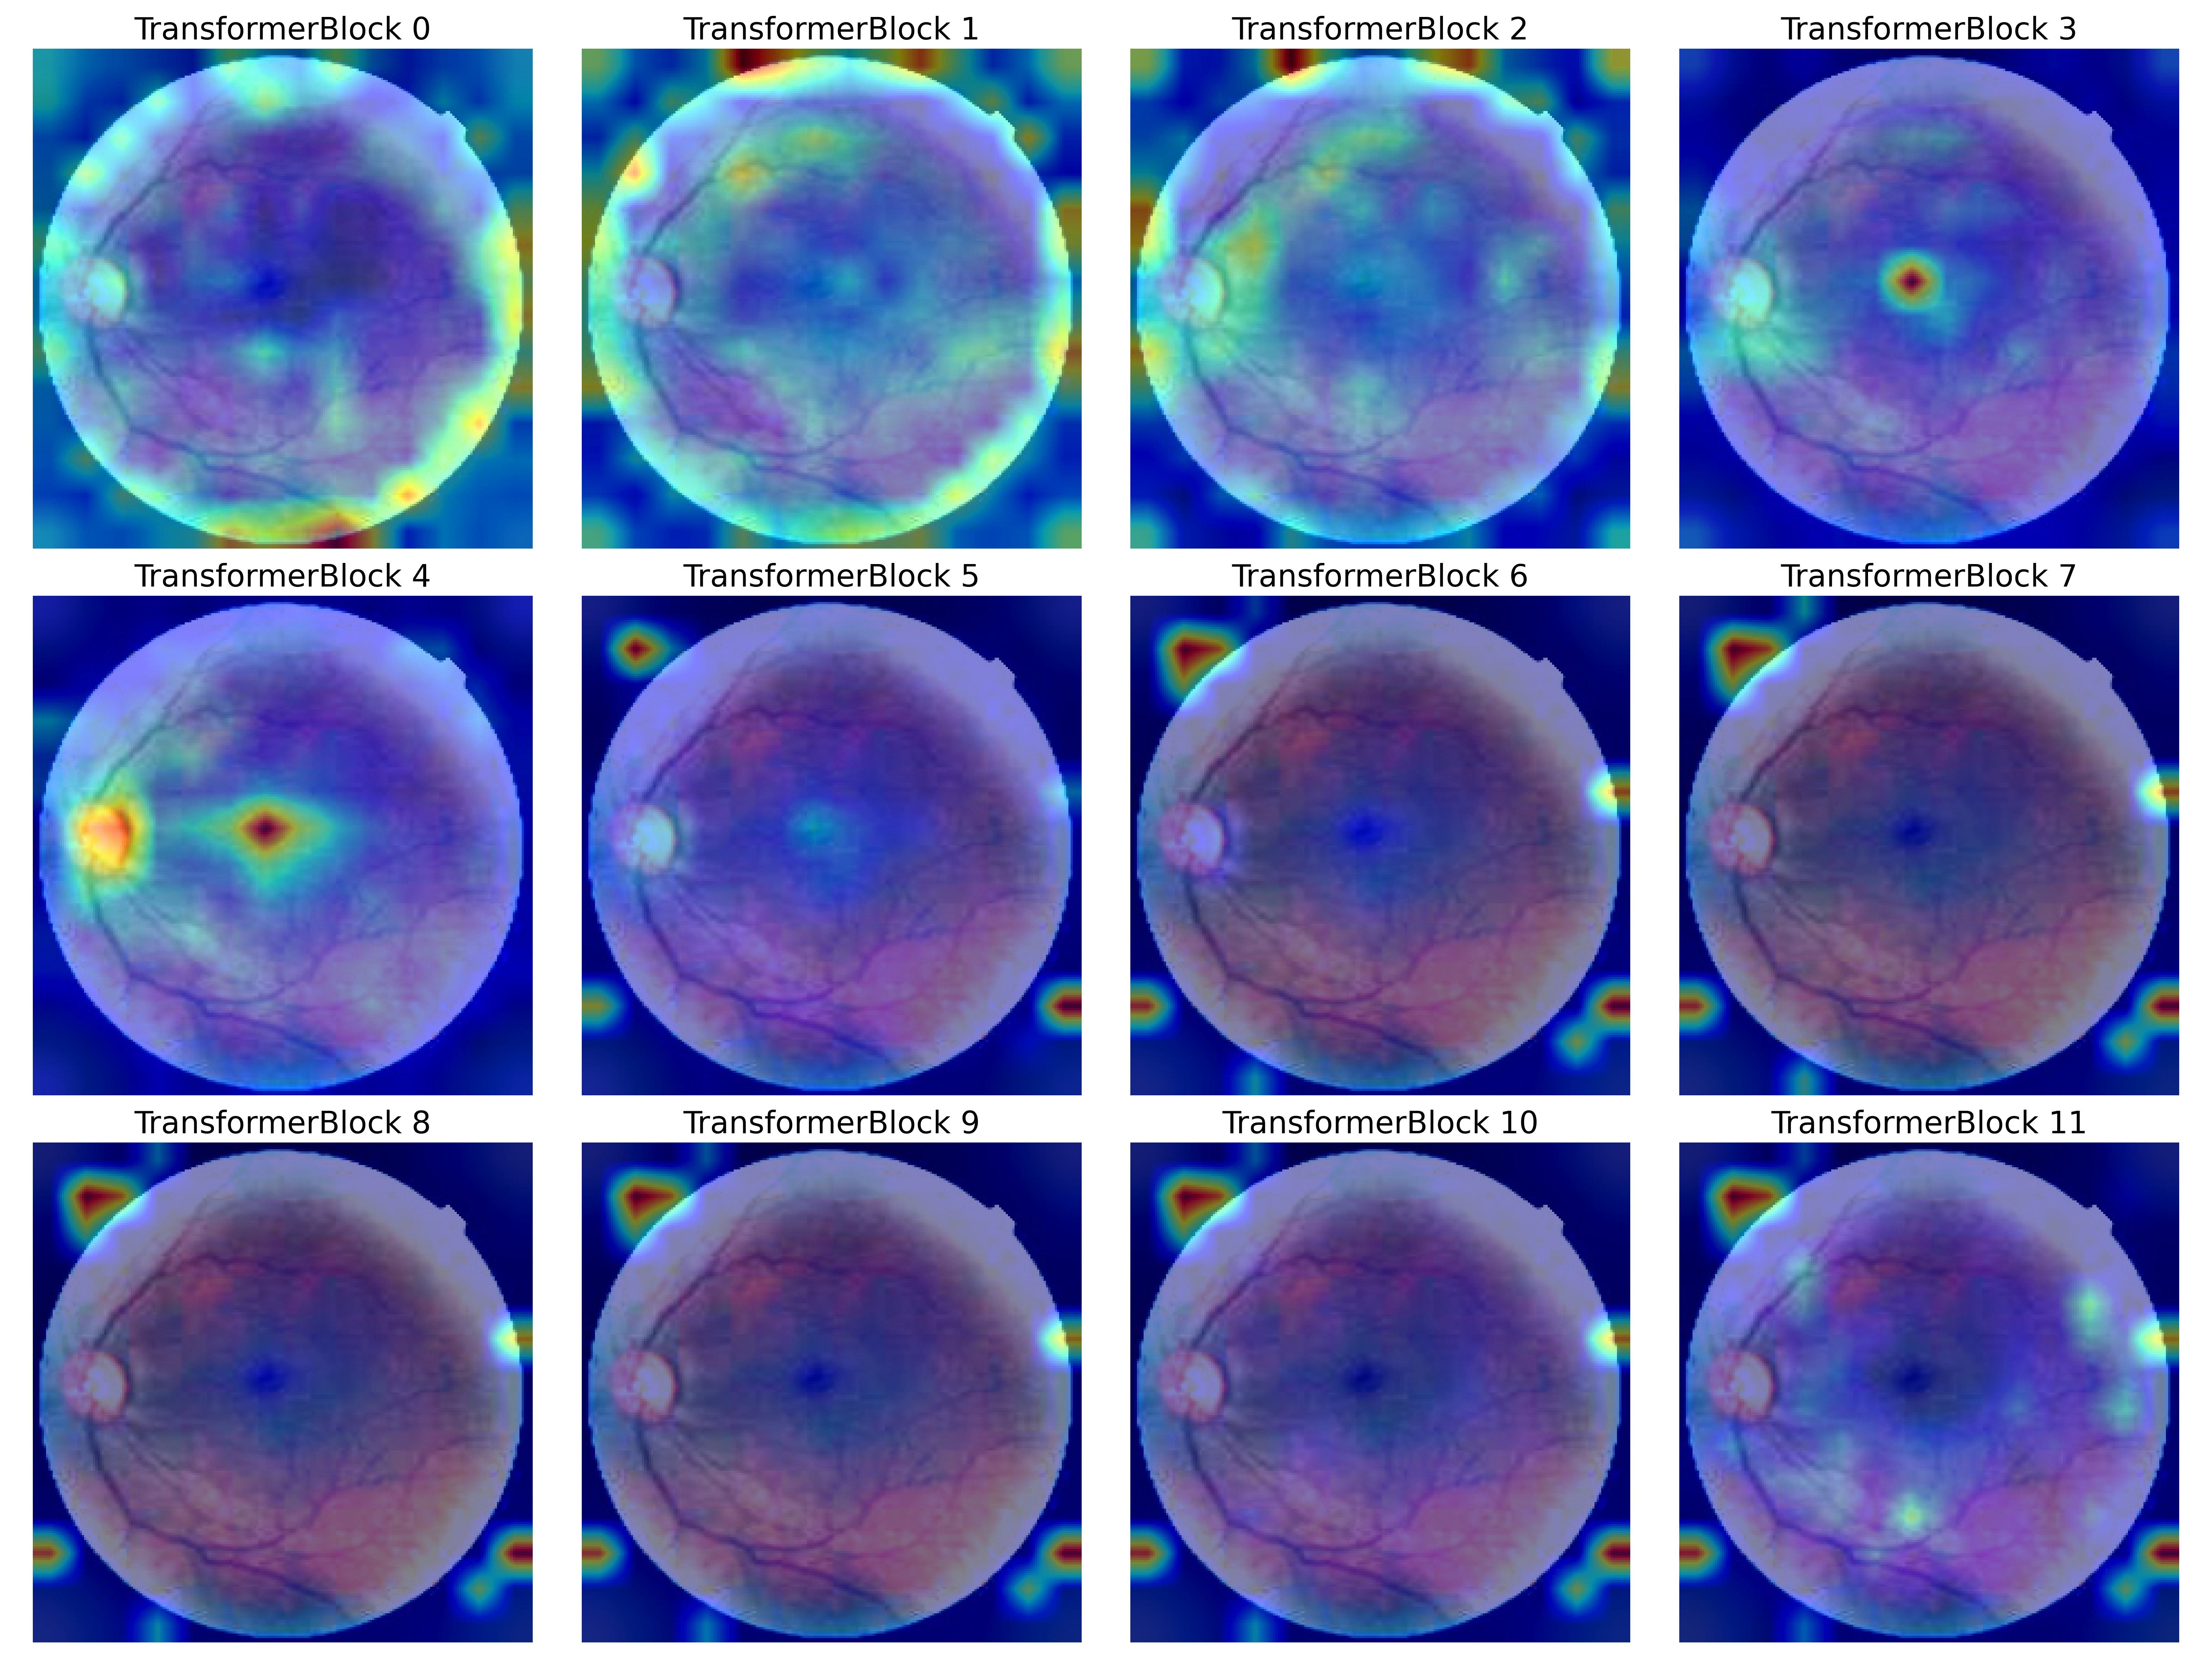 TransformerBlock 0
TransformerBlock 1
TransformerBlock 2
TransformerBlock 3
TransformerBlock 4
TransformerBlock 5
TransformerBlock 6
TransformerBlock 7
TransformerBlock 8
TransformerBlock 9
TransformerBlock 10
TransformerBlock 11